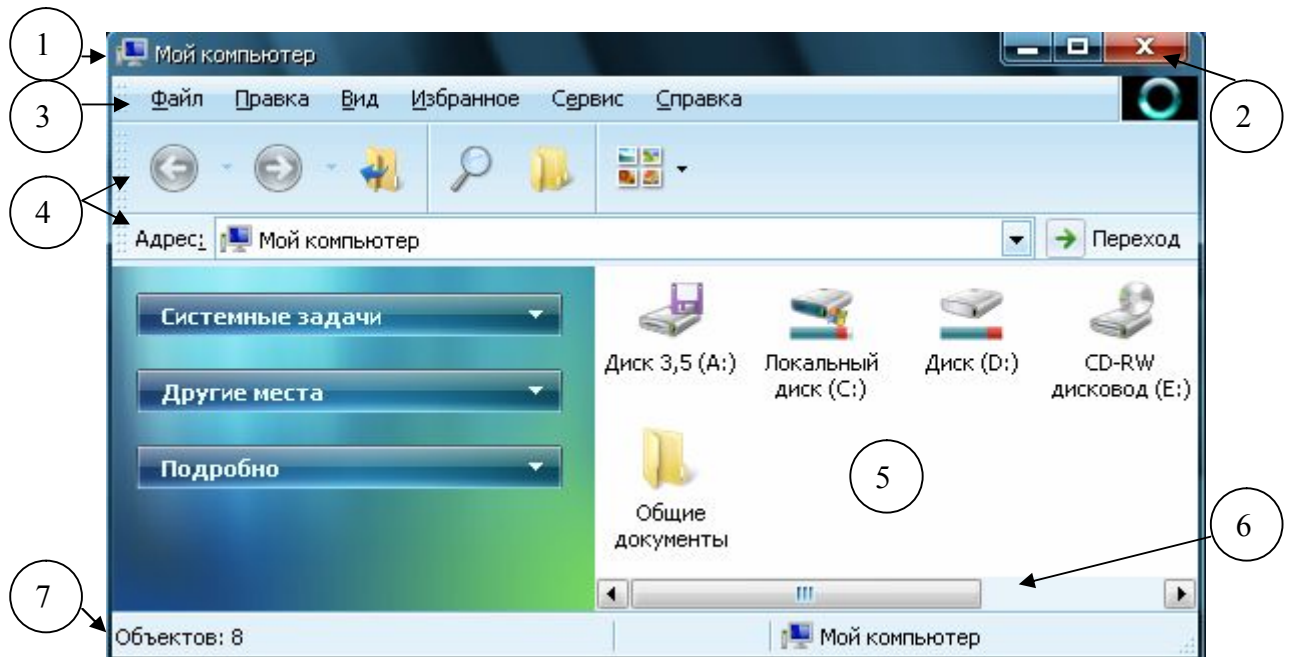 1
Мой компьютер
2
3
Файл Правка Вид Избранное Сервис Справка
4
Адрес: Мой компьютер Переход
Системные задачи
Другие места
Подробно
Диск 3,5 (A:)
Локальный
диск (C:)
Диск (D:)
CD-RW
дисковод (E:)
Общие
документы
5
6
7
Объектов: 8
Мой компьютер